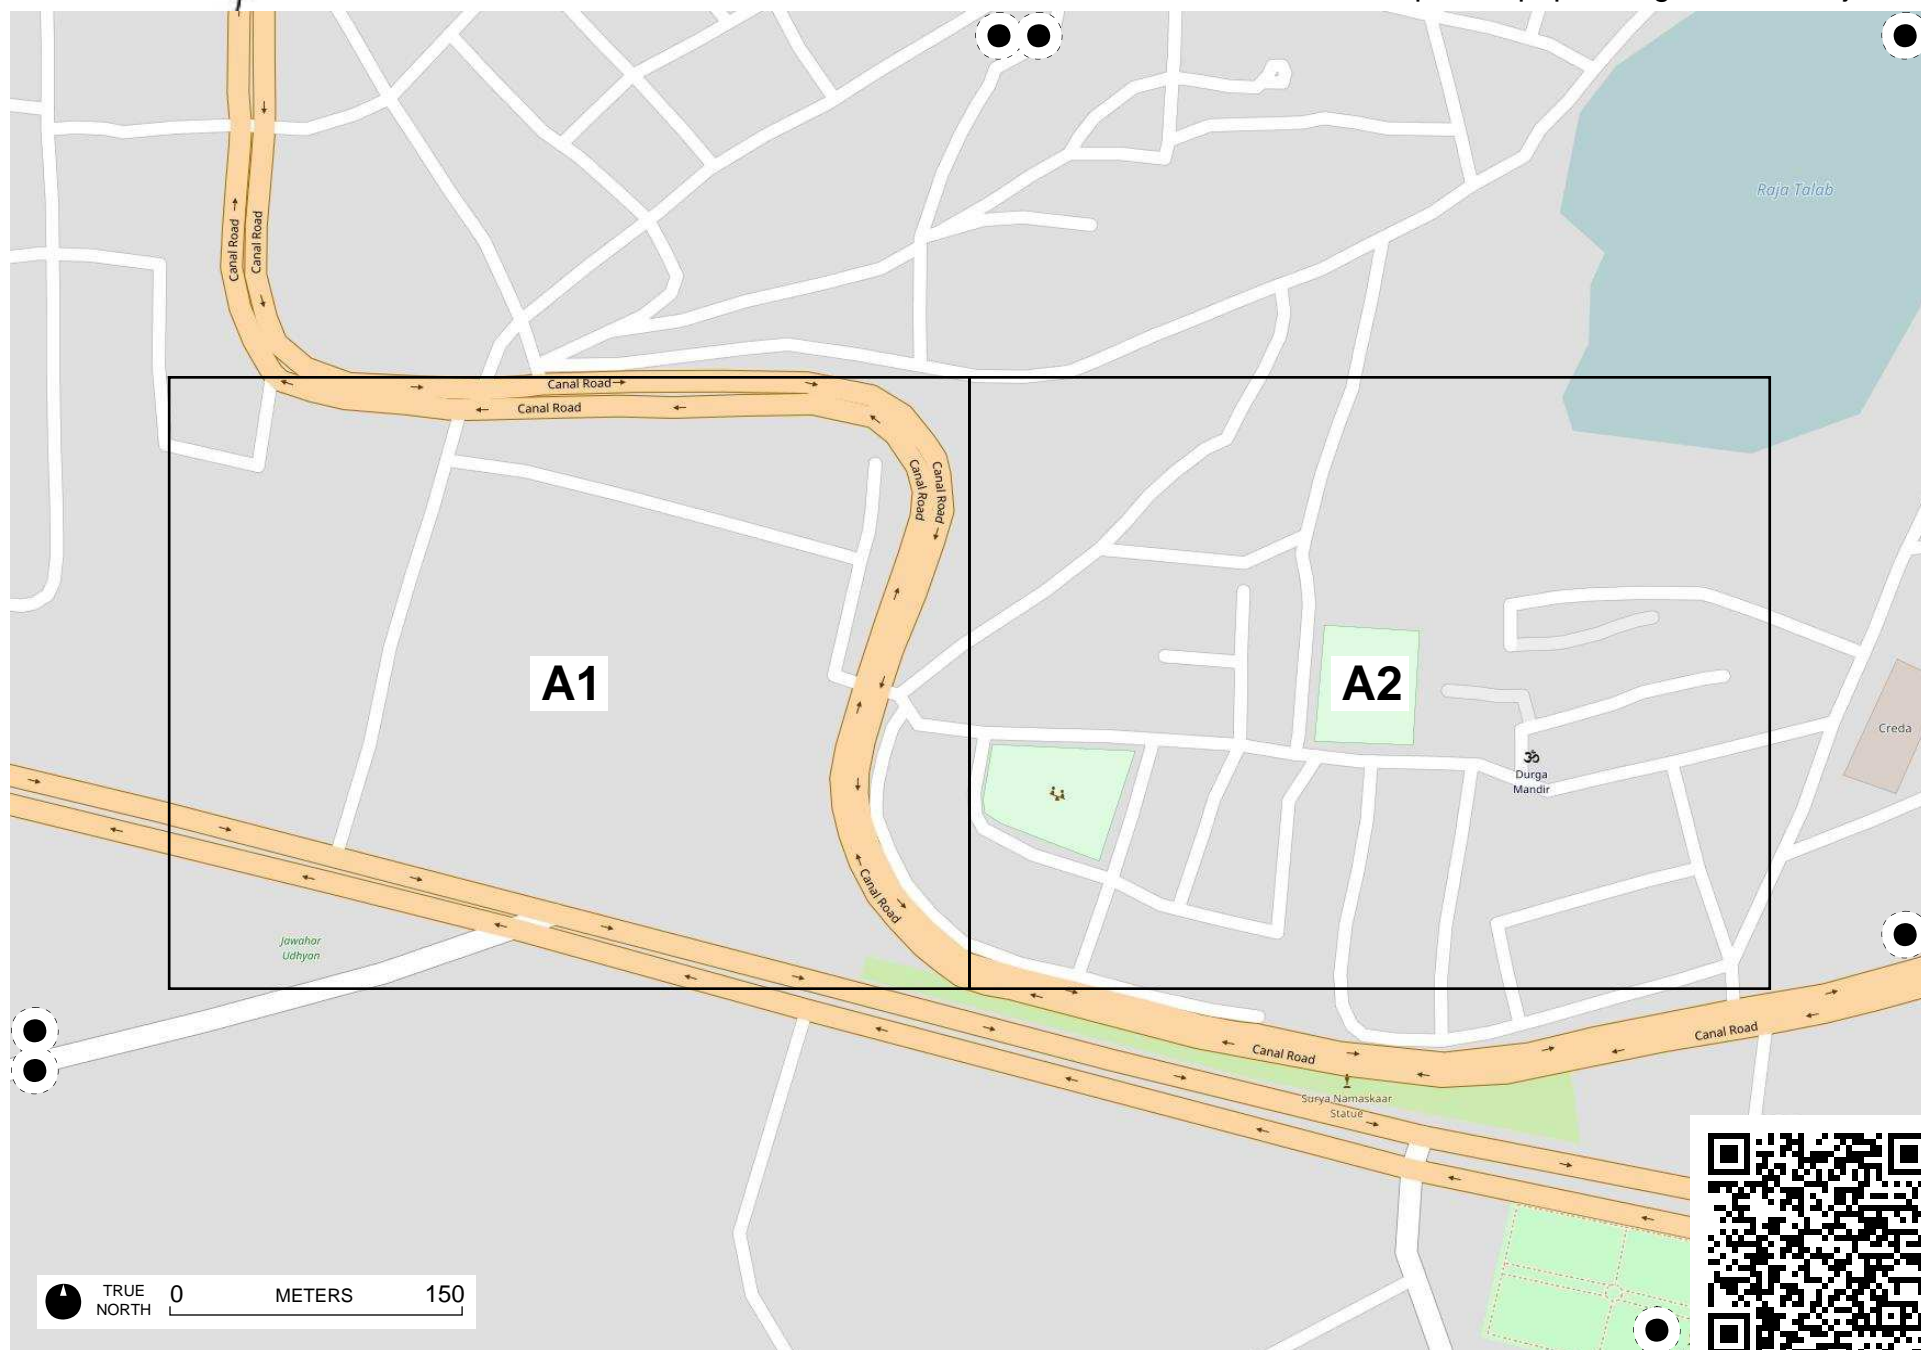 Raja Talab
Canal Road
Canal Road
Canal Road
Canal Road
Canal Road
Canal Road
A1
A2
Creda
ॐ
Durga
Mandir
Canal Road
Jawahar
Udhyan
Canal Road
Canal Road
Surya Namaskaar
Statue
TRUE
NORTH
0 METERS 150